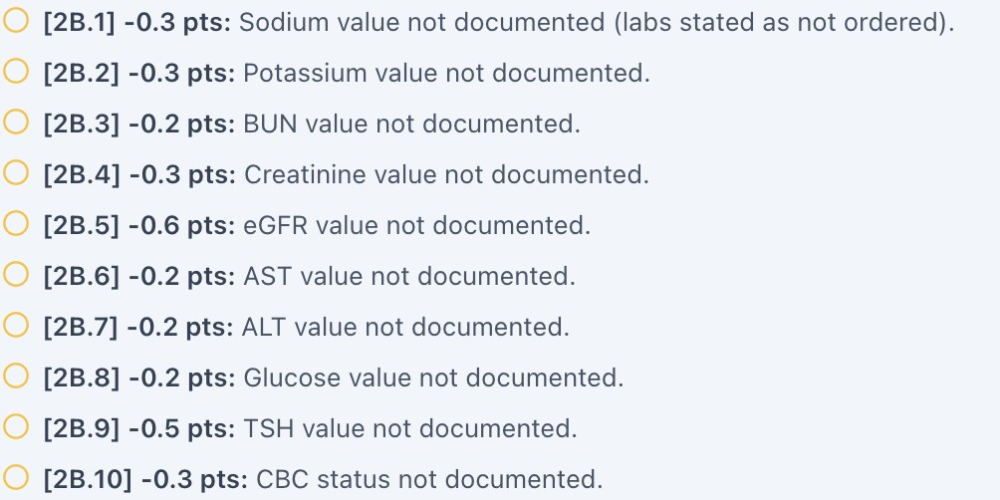 [2B.1] -0.3 pts: Sodium value not documented (labs stated as not ordered).
[2B.2] -0.3 pts: Potassium value not documented.
[2B.3] -0.2 pts: BUN value not documented.
[2B.4] -0.3 pts: Creatinine value not documented.
[2B.5] -0.6 pts: eGFR value not documented.
[2B.6] -0.2 pts: AST value not documented.
[2B.7] -0.2 pts: ALT value not documented.
[2B.8] -0.2 pts: Glucose value not documented.
[2B.9] -0.5 pts: TSH value not documented.
[2B.10] -0.3 pts: CBC status not documented.